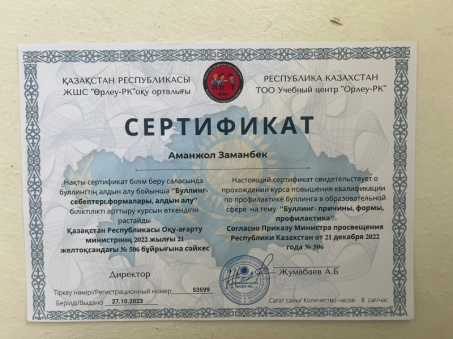 ҚАЗАҚСТАН РЕСПУБЛИКАСЫ
ЖШС "Өрлеу-РК"оқу орталығы
РЕСПУБЛИКА КАЗАХСТАН
ТОО Учебный центр "Орлеу-РК"
СЕРТИФИКАТ
Аманжол Заманбек
Нақты сертификат білім беру саласында
буллингтің алдын алу бойынша "Буллинг-
себептері,формалары, алдын алу"
біліктілікті арттыру курсын өткендігін
растайды
Қазақстан Республикасы Оқу-ағарту
министрінің 2022 жылғы 21
желтоқсандағы № 506 бұйрығына сәйкес
Настоящий сертификат свидетельствует о
прохождении курса повышения квалификации
по профилактике буллинга в образовательной
сфере на тему "Буллинг- причины, формы,
профилактика".
Согласно Приказу Министра просвещения
Республики Казахстан от 21 декабря 2022
года № 506
Директор
Жумабаев А.Б
Тіркеу нөмірі/Регистрационный номер 53599
Берілді/Выдано 27.10.2023
Сағат саны/Количество часов 8 сағ/час